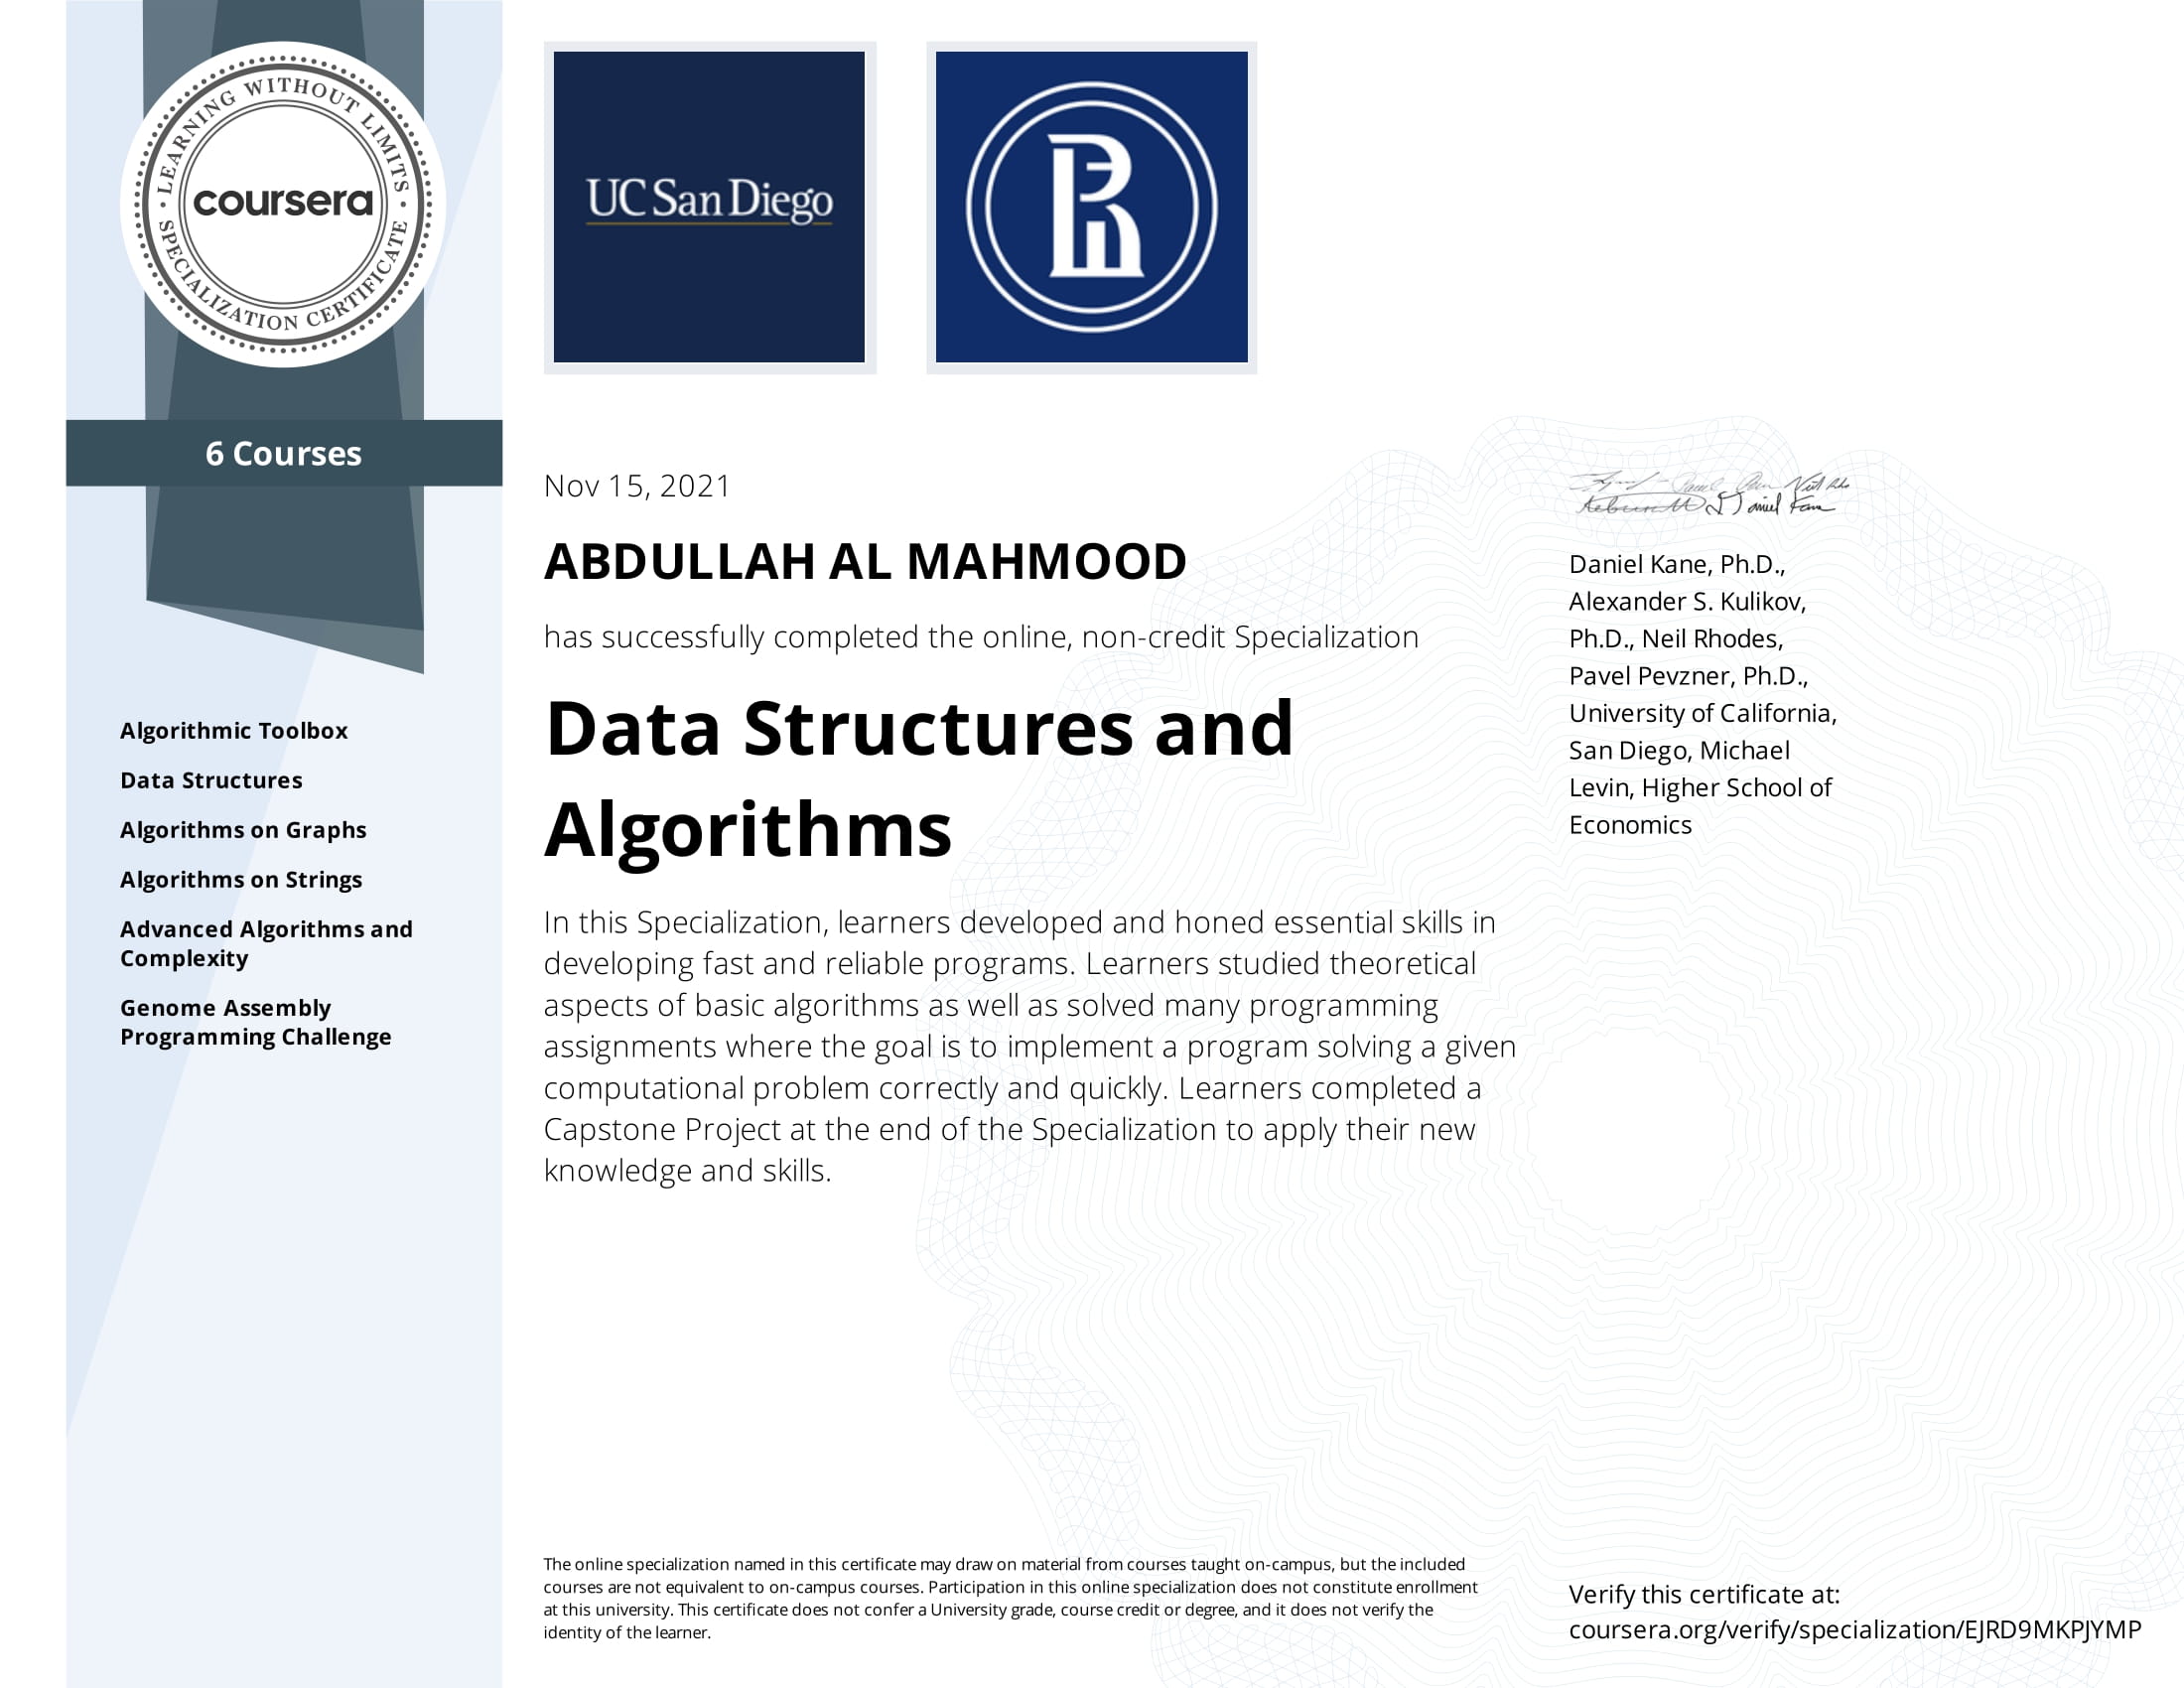 LEARNING WITHOUT LIMITS
coursera
SPECIALIZATION CERTIFICATE
6 Courses
Algorithmic Toolbox
Data Structures
Algorithms on Graphs
Algorithms on Strings
Advanced Algorithms and
Complexity
Genome Assembly
Programming Challenge
UC San Diego
Nov 15, 2021
ABDULLAH AL MAHMOOD
has successfully completed the online, non-credit Specialization
Data Structures and
Algorithms
In this Specialization, learners developed and honed essential skills in
developing fast and reliable programs. Learners studied theoretical
aspects of basic algorithms as well as solved many programming
assignments where the goal is to implement a program solving a given
computational problem correctly and quickly. Learners completed a
Capstone Project at the end of the Specialization to apply their new
knowledge and skills.
Daniel Kane, Ph.D.,
Alexander S. Kulikov,
Ph.D., Neil Rhodes,
Pavel Pevzner, Ph.D.,
University of California,
San Diego, Michael
Levin, Higher School of
Economics
The online specialization named in this certificate may draw on material from courses taught on-campus, but the included
courses are not equivalent to on-campus courses. Participation in this online specialization does not constitute enrollment
at this university. This certificate does not confer a University grade, course credit or degree, and it does not verify the
identity of the learner.
Verify this certificate at:
coursera.org/verify/specialization/EJRD9MKPJYMP